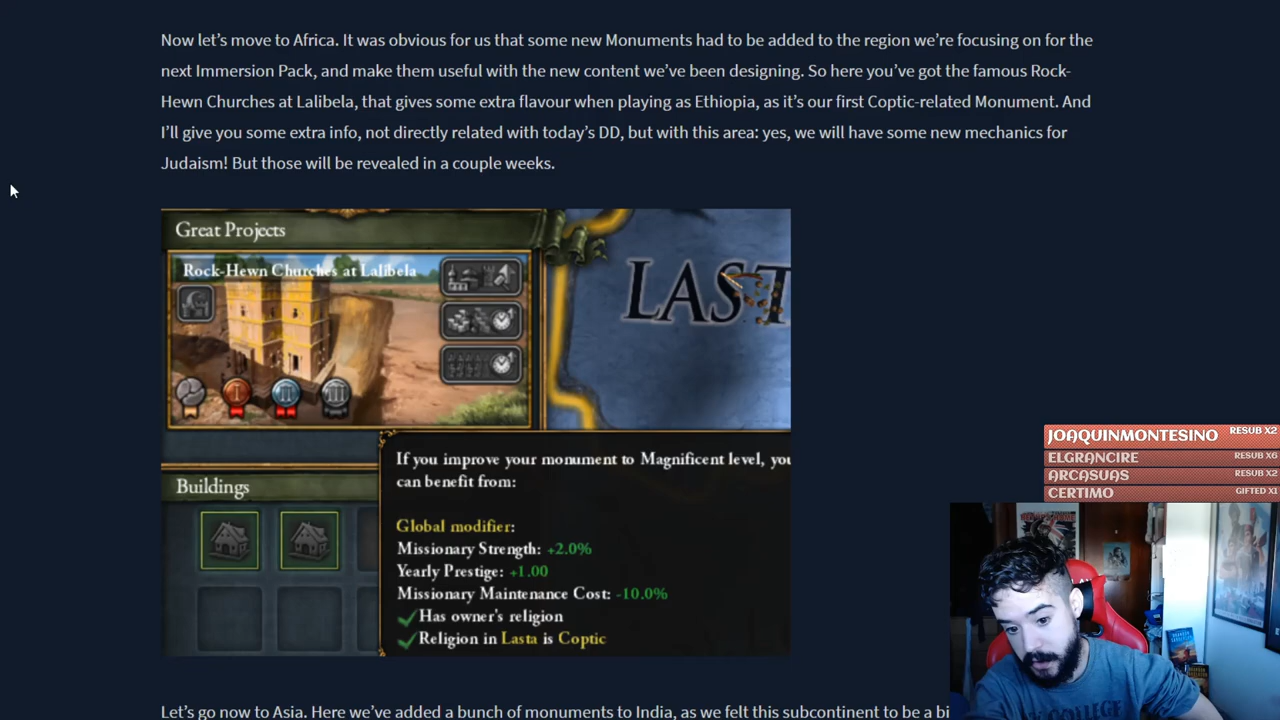 Now let's move to Africa. It was obvious for us that some new Monuments had to be added to the region we're focusing on for the
next Immersion Pack, and make them useful with the new content we've been designing. So here you've got the famous Rock-
Hewn Churches at Lalibela, that gives some extra flavour when playing as Ethiopia, as it's our first Coptic-related Monument. And
I'll give you some extra info, not directly related with today's DD, but with this area: yes, we will have some new mechanics for
Judaism! But those will be revealed in a couple weeks.
Great Projects
Rock-Hewn Churches at Lalibela
LAST
I II III
If you improve your monument to Magnificent level, you
can benefit from:
Buildings
Global modifier:
Missionary Strength: +2.0%
Yearly Prestige: +1.00
Missionary Maintenance Cost: -10.0%
Has owner's religion
Religion in Lasta is Coptic
JOAQUINMONTESINO RESUB X2
ELGRANCIRE RESUB X6
ARCASUAS RESUB X2
CERTIMO GIFTED X1
Let's go now to Asia. Here we've added a bunch of monuments to India, as we felt this subcontinent to be a bi